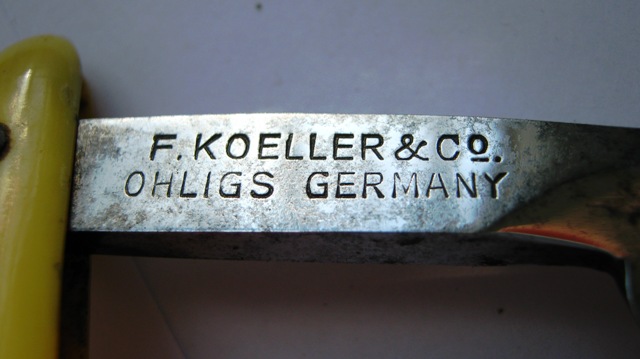 F. KOELLER & Co.
OHLIGS GERMANY